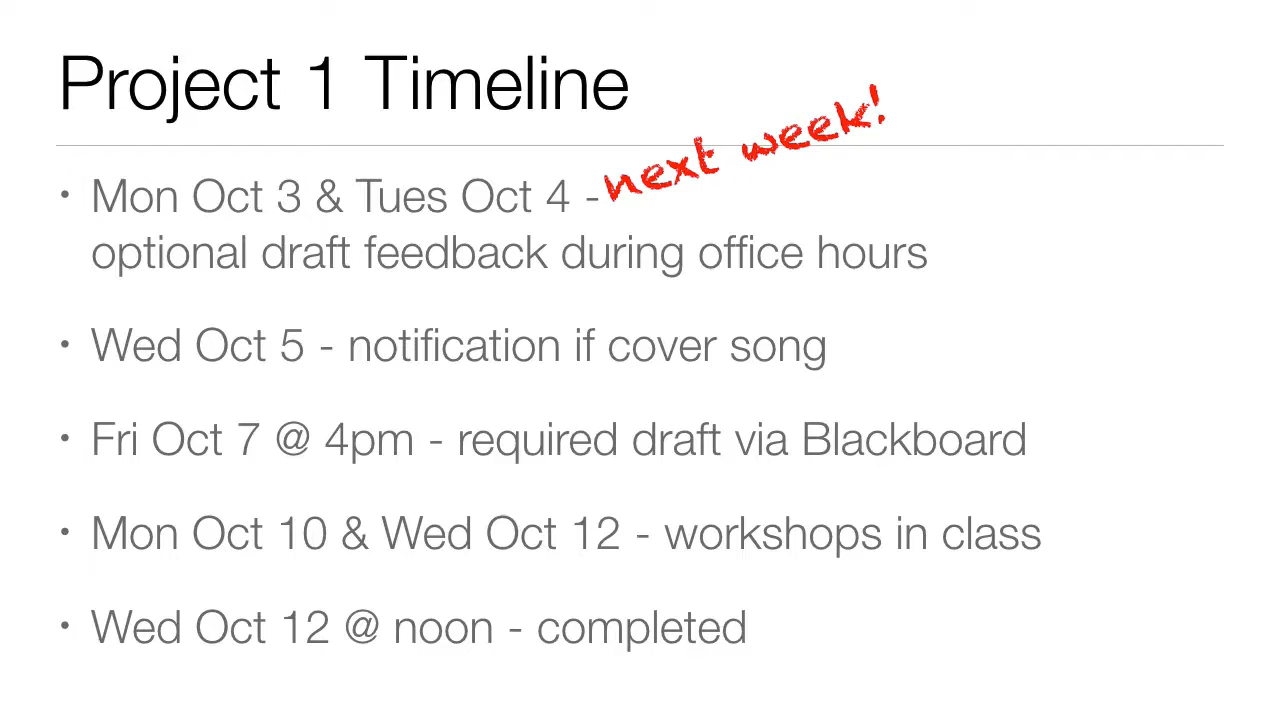 Project 1 Timeline
next week!
• Mon Oct 3 & Tues Oct 4 -
optional draft feedback during office hours
• Wed Oct 5 - notification if cover song
• Fri Oct 7 @ 4pm - required draft via Blackboard
• Mon Oct 10 & Wed Oct 12 - workshops in class
• Wed Oct 12 @ noon - completed